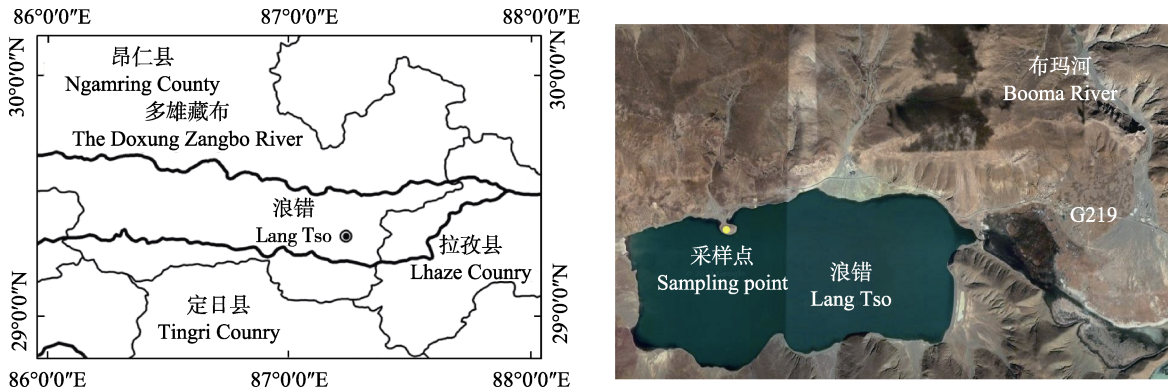 86°0′0″E
87°0′0″E
88°0′0″E
30°0′0″N
30°0′0″N
昂仁县
Ngamring County
多雄藏布
The Doxung Zangbo River
浪错
Lang Tso
拉孜县
Lhaze Counry
定日县
Tingri Counry
29°0′0″N
29°0′0″N
86°0′0″E
87°0′0″E
88°0′0″E
布玛河
Booma River
G219
采样点
Sampling point
浪错
Lang Tso